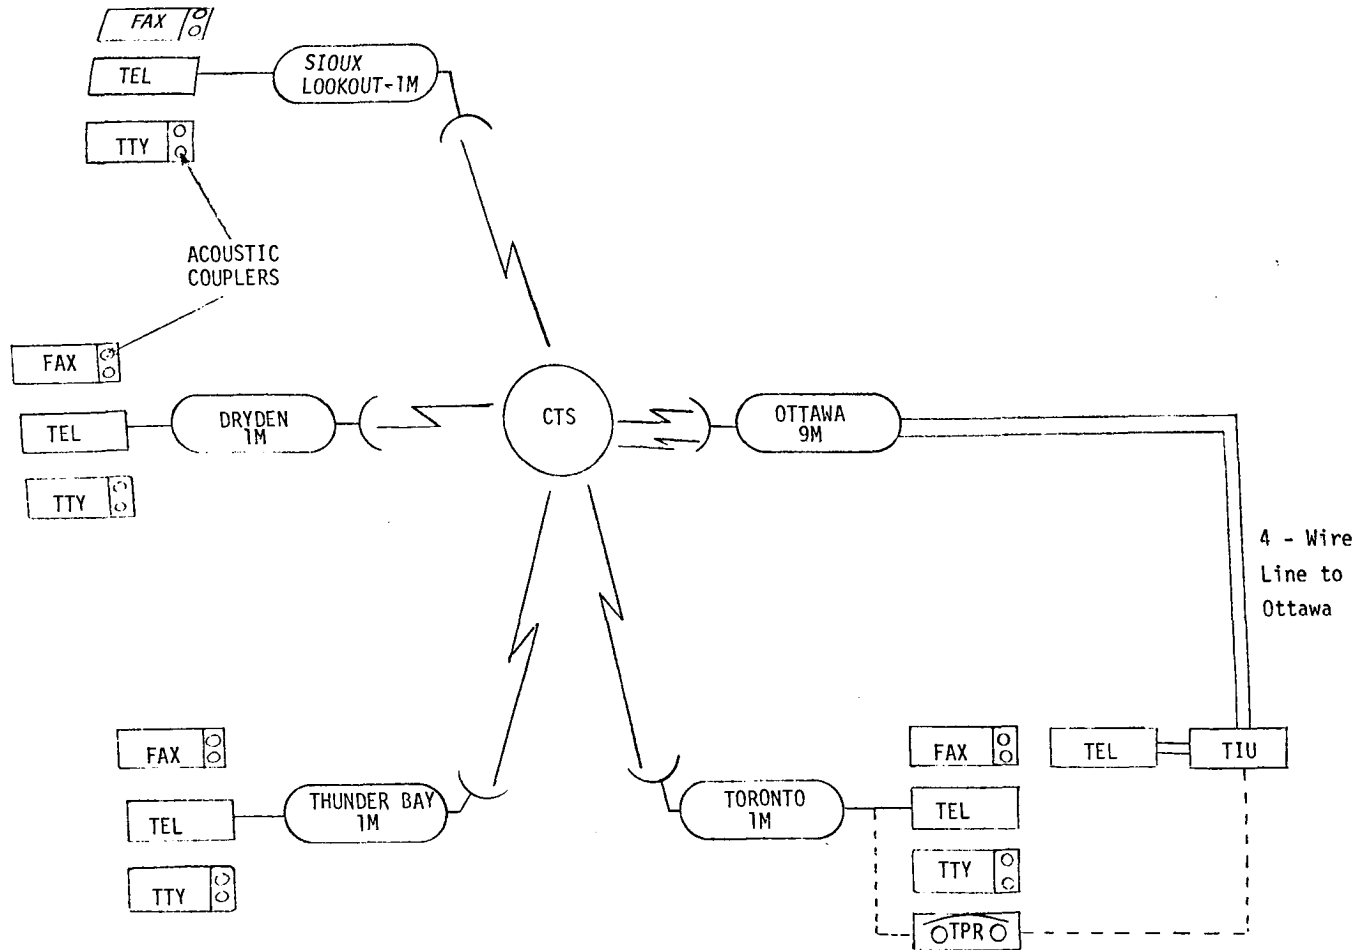 FAX
TEL
SIOUX
LOOKOUT-1M
TTY
ACOUSTIC
COUPLERS
FAX
TEL
DRYDEN
1M
CTS
OTTAWA
9M
TTY
4 - Wire
Line to
Ottawa
FAX
TEL
THUNDER BAY
1M
TTY
TORONTO
1M
FAX
TEL
TTY
TPR
TEL
TIU